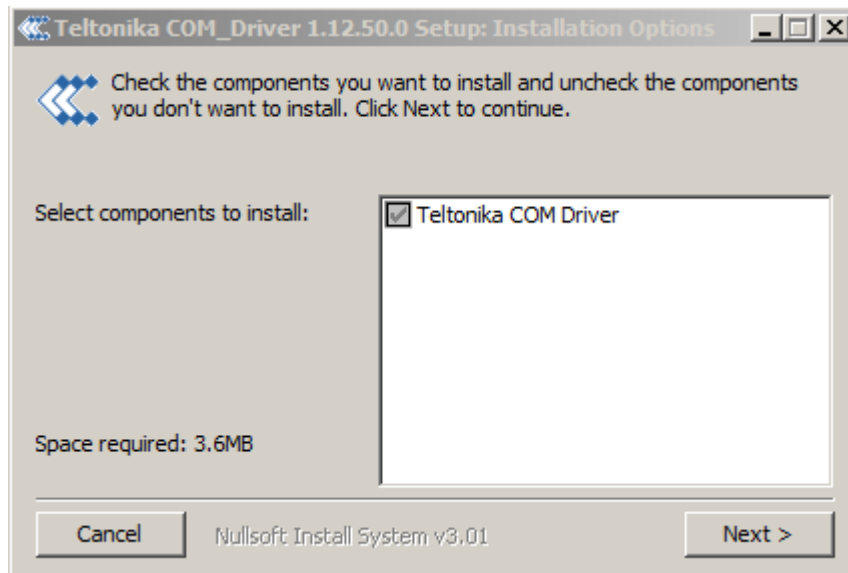 Teltonika COM_Driver 1.12.50.0 Setup: Installation Options
Check the components you want to install and uncheck the components
you don't want to install. Click Next to continue.
Select components to install:
Teltonika COM Driver
Space required: 3.6MB
Cancel
Nullsoft Install System v3.01
Next >